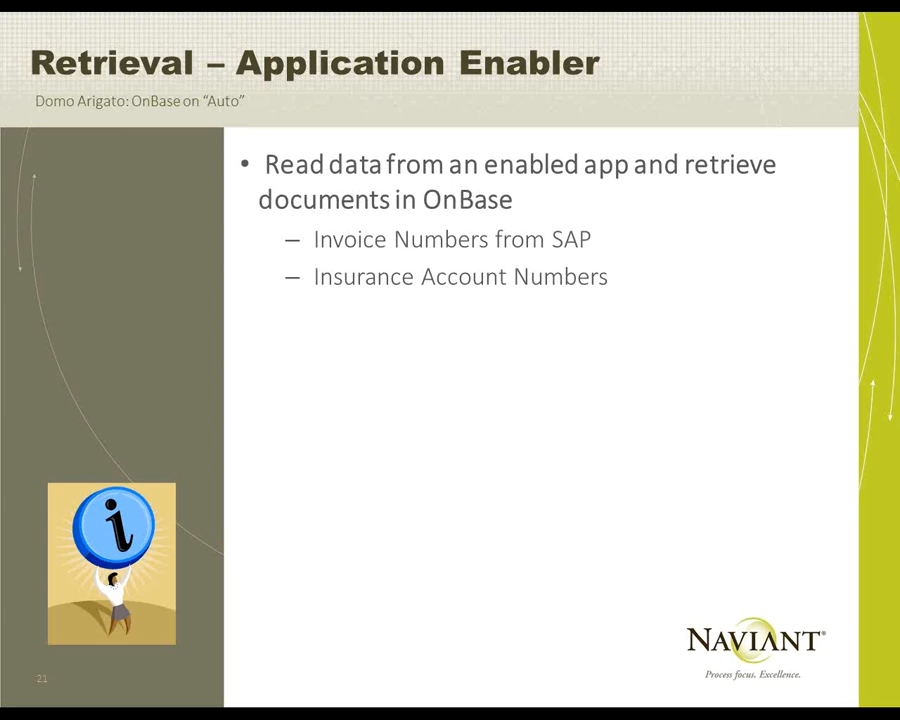 Retrieval – Application Enabler
Domo Arigato: OnBase on “Auto”
• Read data from an enabled app and retrieve
documents in OnBase
– Invoice Numbers from SAP
– Insurance Account Numbers
i
NAVIANT®
Process focus. Excellence.
21